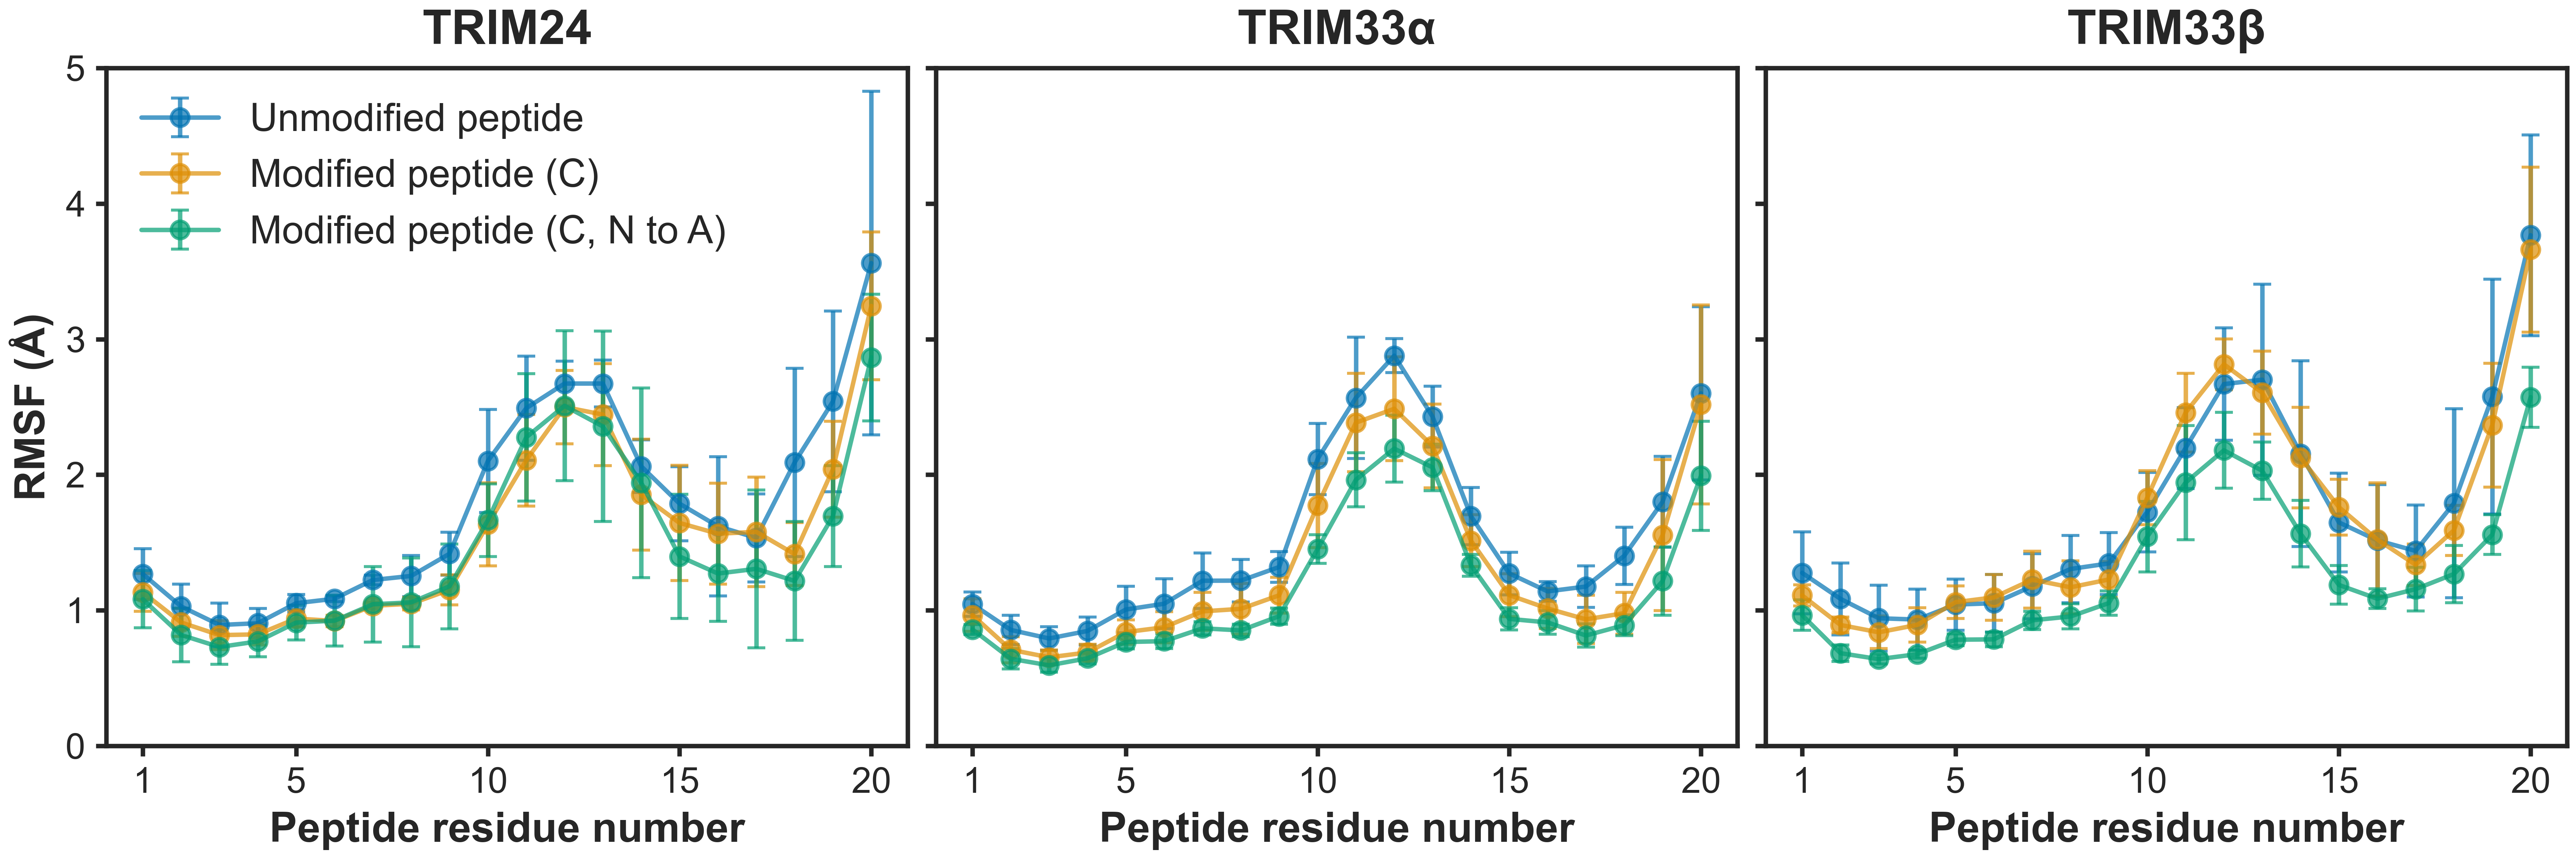 TRIM24 TRIM33α TRIM33β
5
4
3
2
1
0
RMSF (Å)
Unmodified peptide
Modified peptide (C)
Modified peptide (C, N to A)
1 5 10 15 20 1 5 10 15 20 1 5 10 15 20
Peptide residue number Peptide residue number Peptide residue number